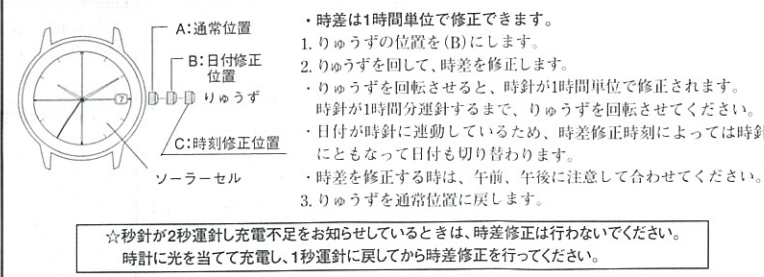 A:通常位置
B:日付修正
位置
7
りゅうず
C:時刻修正位置
ソーラーセル
・時差は1時間単位で修正できます。
1. りゅうずの位置を(B)にします。
2. りゅうずを回して、時差を修正します。
・りゅうずを回転させると、時針が1時間単位で修正されます。
時針が1時間分運針するまで、りゅうずを回転させてください。
・日付が時針に連動しているため、時差修正時刻によっては時針
にともなって日付も切り替わります。
・時差を修正する時は、午前、午後に注意して合わせてください。
3. りゅうずを通常位置に戻します。
☆秒針が2秒運針し充電不足をお知らせしているときは、時差修正は行わないでください。
時計に光を当てて充電し、1秒運針に戻してから時差修正を行ってください。